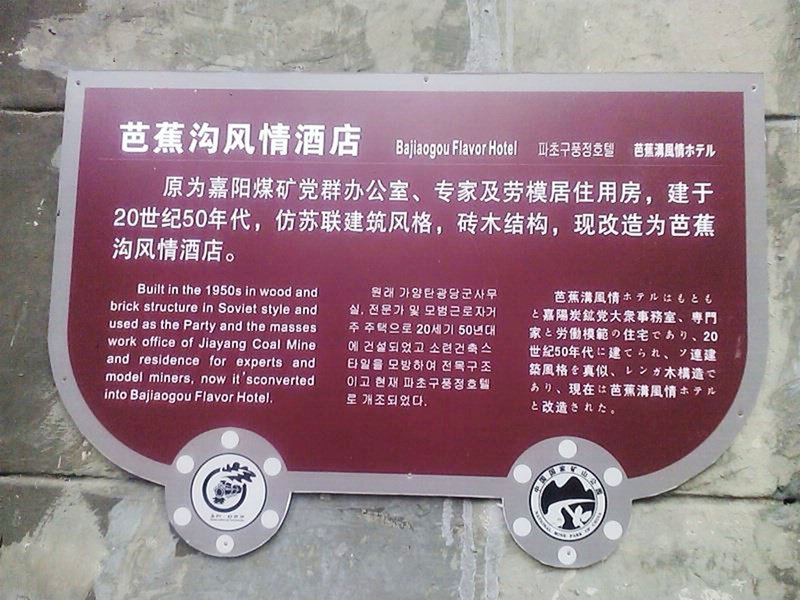 芭蕉沟风情酒店 Bajiaogou Flavor Hotel 파초구풍정호텔 芭蕉溝風情ホテル
原为嘉阳煤矿党群办公室、专家及劳模居住用房，建于
20世纪50年代，仿苏联建筑风格，砖木结构，现改造为芭蕉
沟风情酒店。
Built in the 1950s in wood and
brick structure in Soviet style and
used as the Party and the masses
work office of Jiayang Coal Mine
and residence for experts and
model miners, now it'sconverted
into Bajiaogou Flavor Hotel.
원래 가양탄광당군사무
실, 전문가 및 모범근로자거
주 주택으로 20세기 50년대
에 건설되었고 소련건축스
타일을 모방하여 전목구조
이고 현재 파초구풍정호텔
로 개조되었다.
芭蕉溝風情ホテルはもとも
と嘉陽炭鉱党大衆事務室、専門
家と労働模範の住宅であり、20
世紀50年代に建てられ、ソ連建
築風格を真似、レンガ木構造で
あり、現在は芭蕉溝風情ホテル
と改造された。
中国国家矿山公园
NATIONAL MINE PARK OF CHINA